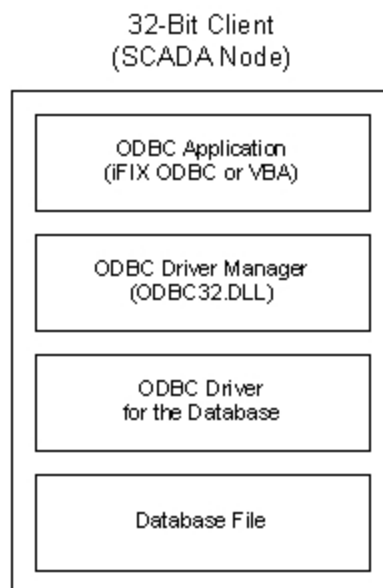 32-Bit Client
(SCADA Node)
ODBC Application
(iFIX ODBC or VBA)
ODBC Driver Manager
(ODBC32.DLL)
ODBC Driver
for the Database
Database File